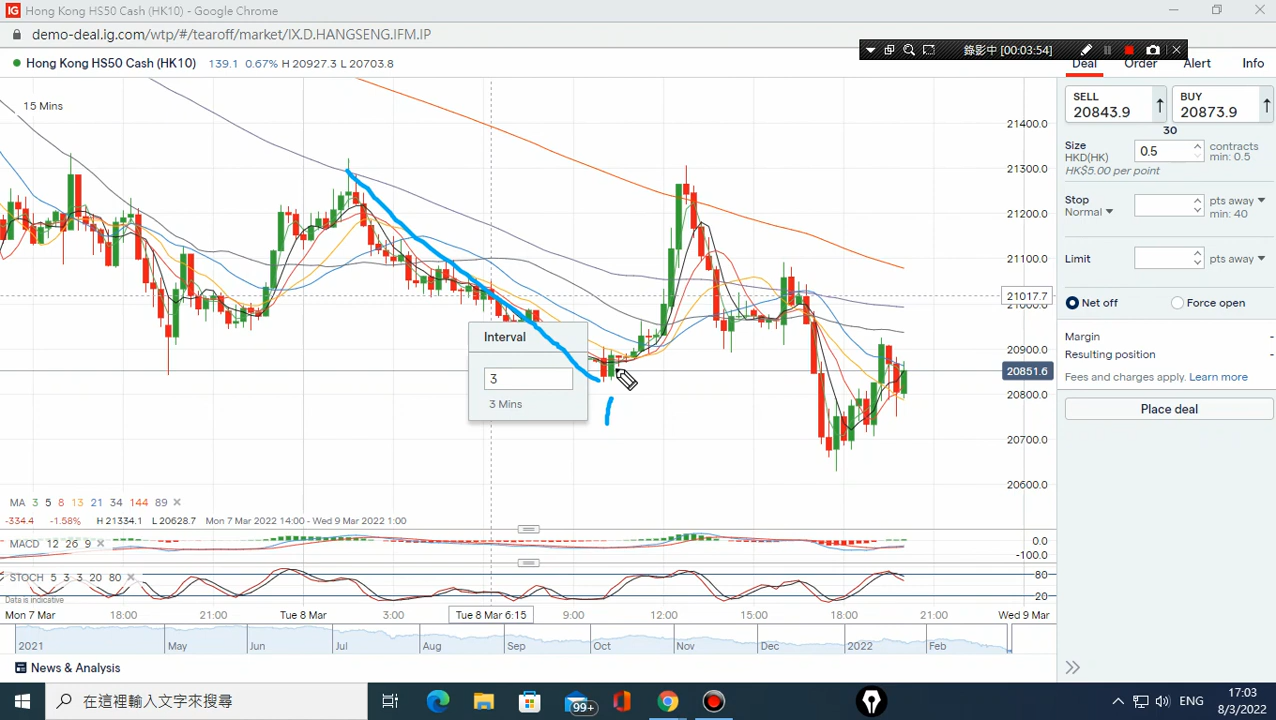 IG Hong Kong HS50 Cash (HK10) - Google Chrome
demo-deal.ig.com/wtp/#/tearoff/market/IX.D.HANGSENG.IFM.IP
錄影中 [00:03:54]
Hong Kong HS50 Cash (HK10) 139.1 0.67% H 20927.3 L 20703.8
Deal Order Alert Info
15 Mins
SELL
20843.9
BUY
20873.9
30
Size
HKD(HK)
0.5
contracts
min: 0.5
HK$5.00 per point
Stop
Normal
pts away
min: 40
Limit
pts away
Net off
Force open
Margin -
Resulting position -
Fees and charges apply. Learn more
Place deal
21400.0
21300.0
21200.0
21100.0
21017.7
21000.0
20900.0
20851.6
20800.0
20700.0
20600.0
Interval
3
3 Mins
MA 3 5 8 13 21 34 144 89
-334.4 -1.58% H 21334.1 L 20628.7 Mon 7 Mar 2022 14:00 - Wed 9 Mar 2022 1:00
MACD 12 26 9
0.0
-100.0
STOCH 5 3 3 20 80
80
20
Data is indicative
Mon 7 Mar 18:00 21:00 Tue 8 Mar 3:00 Tue 8 Mar 6:15 9:00 12:00 15:00 18:00 21:00 Wed 9 Mar
2021 May Jun Jul Aug Sep Oct Nov Dec 2022 Feb
News & Analysis
在這裡輸入文字來搜尋
99+
ENG
17:03
8/3/2022